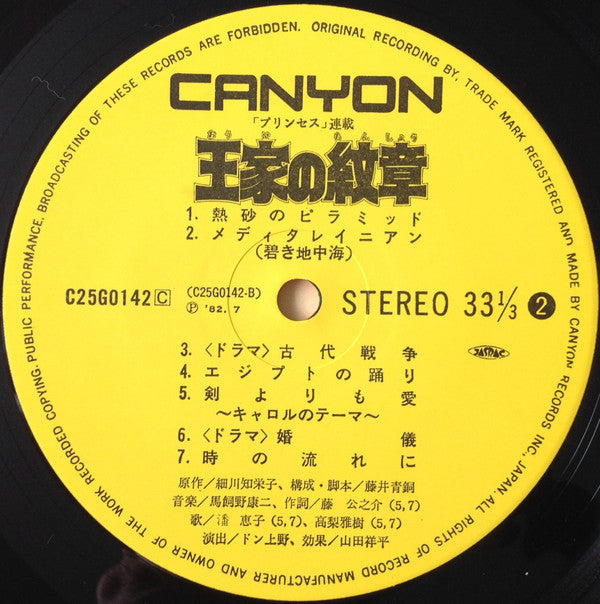 COPYING. PUBLIC PERFORMANCE. BROADCASTING OF THESE RECORDS ARE FORBIDDEN. ORIGINAL RECORDING BY. TRADE MARK REGISTERED AND MADE BY CANYON RECORDS INC, JAPAN. ALL RIGHTS OF RECORD MANUFACTURER AND OWNER OF THE WORK RECORDED
CANYON
「プリンセス」連載
おうけ もんしょう
王家の紋章
1. 熱砂のピラミッド
2. メディタレイニアン
(碧き地中海)
C25G0142 C
(C25G0142-B)
Ⓟ '82. 7
STEREO 33 1/3 2
3. 〈ドラマ〉古代戦争
JASRAC
4. エジプトの踊り
5. 剣よりも愛
〜キャロルのテーマ〜
6. 〈ドラマ〉婚儀
7. 時の流れに
原作/細川知栄子、構成・脚本/藤井青銅
音楽/馬飼野康二、作詞/藤 公之介(5,7)
歌/潘 恵子(5,7)、高梨雅樹(5,7)
演出/ドン上野、効果/山田祥平